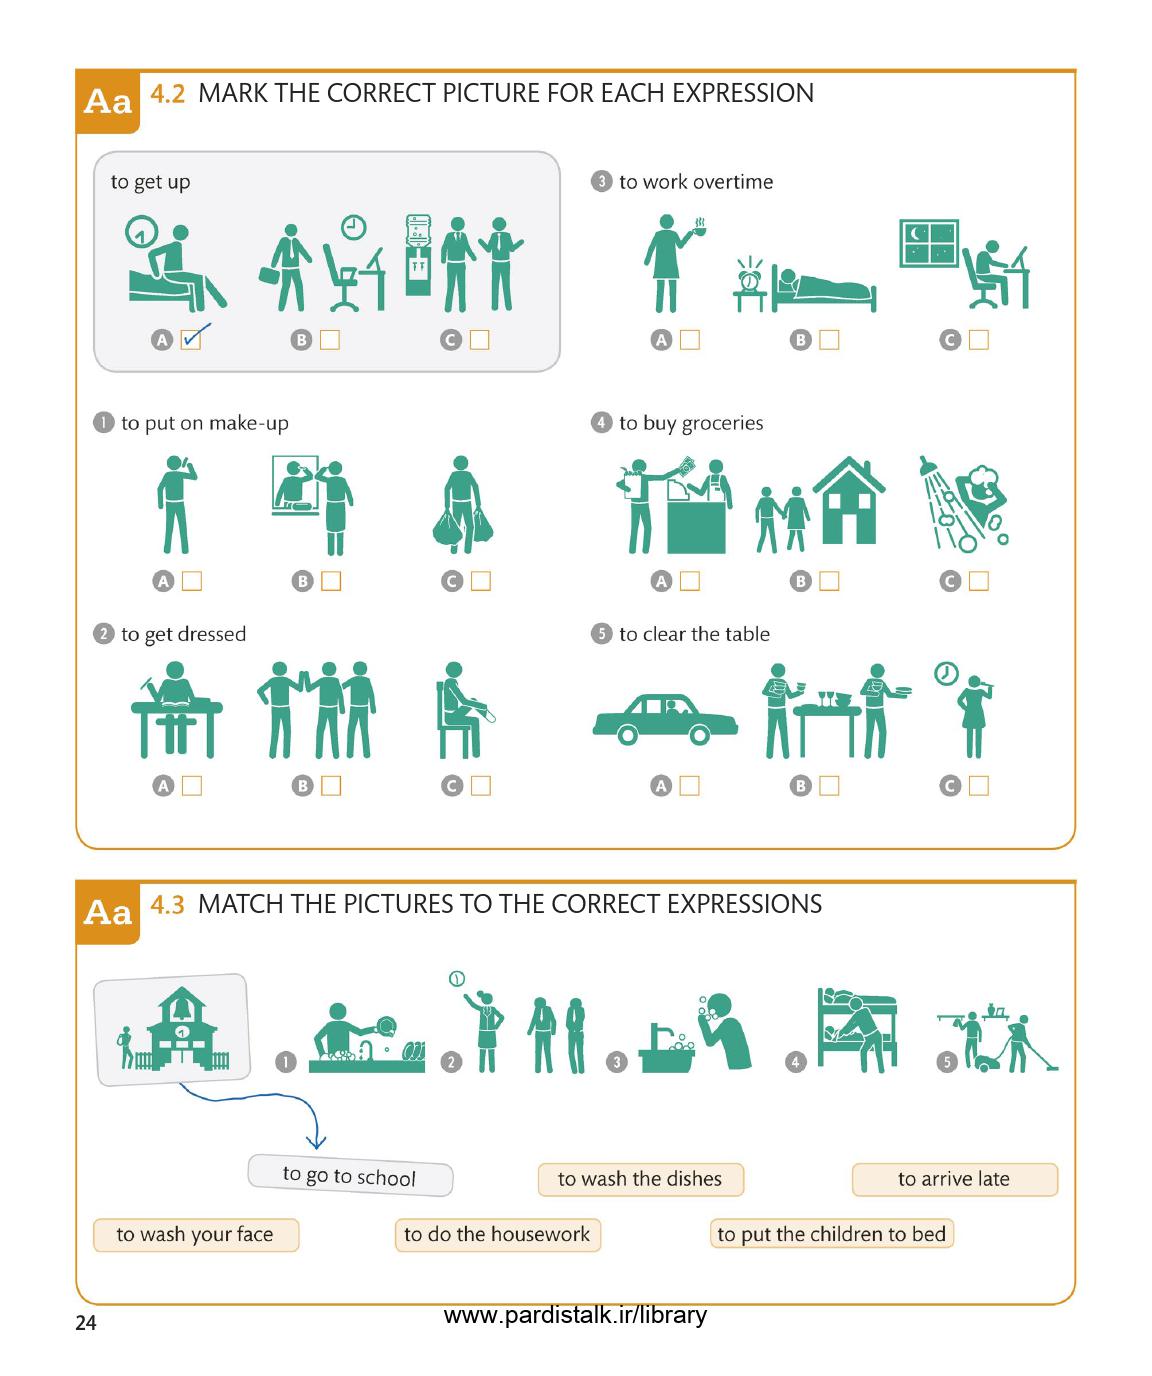 Aa 4.2 MARK THE CORRECT PICTURE FOR EACH EXPRESSION
to get up
A B C
3 to work overtime
A B C
1 to put on make-up
A B C
4 to buy groceries
A B C
2 to get dressed
A B C
5 to clear the table
A B C
Aa 4.3 MATCH THE PICTURES TO THE CORRECT EXPRESSIONS
1 2 3 4 5
to go to school
to wash the dishes
to arrive late
to wash your face
to do the housework
to put the children to bed
24
www.pardistalk.ir/library